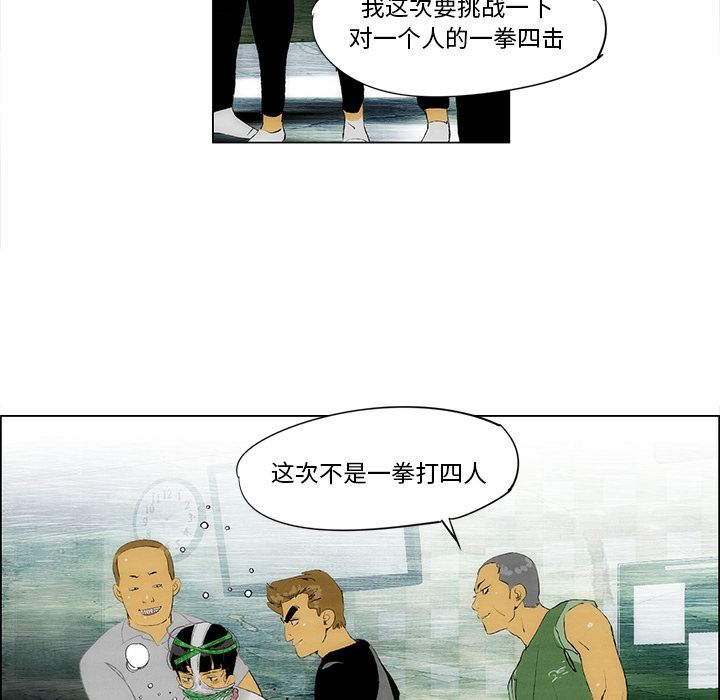 我这次要挑战一下
对一个人的一拳四击
这次不是一拳打四人